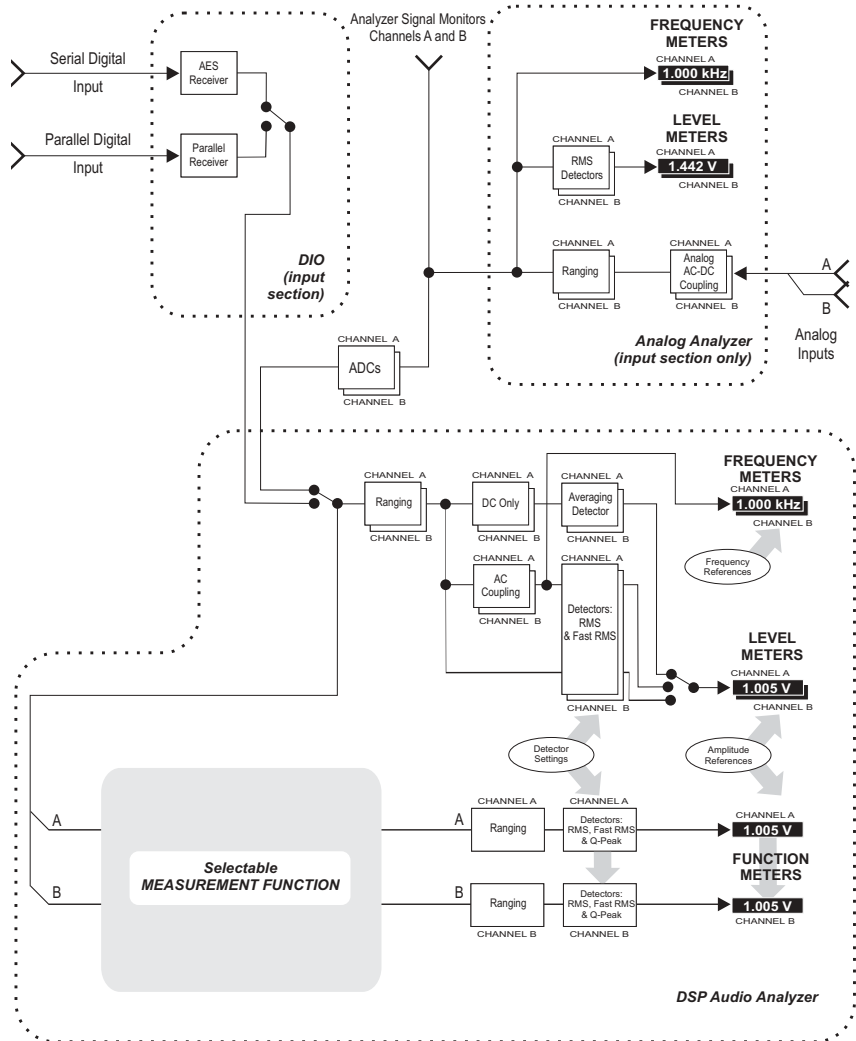 Analyzer Signal Monitors
Channels A and B
Serial Digital
Input
AES
Receiver
Parallel Digital
Input
Parallel
Receiver
DIO
(input
section)
FREQUENCY
METERS
CHANNEL A
1.000 kHz
CHANNEL B
LEVEL
METERS
CHANNEL A
1.442 V
CHANNEL B
CHANNEL A
RMS
Detectors
CHANNEL B
CHANNEL A
Ranging
CHANNEL B
CHANNEL A
Analog
AC-DC
Coupling
CHANNEL B
A
B
Analog
Inputs
Analog Analyzer
(input section only)
CHANNEL A
ADCs
CHANNEL B
CHANNEL A
Ranging
CHANNEL B
CHANNEL A
DC Only
CHANNEL B
CHANNEL A
Averaging
Detector
CHANNEL B
FREQUENCY
METERS
CHANNEL A
1.000 kHz
CHANNEL B
Frequency
References
CHANNEL A
AC
Coupling
CHANNEL B
CHANNEL A
Detectors:
RMS
& Fast RMS
CHANNEL B
LEVEL
METERS
CHANNEL A
1.005 V
CHANNEL B
Detector
Settings
Amplitude
References
A
B
Selectable
MEASUREMENT FUNCTION
A
CHANNEL A
Ranging
CHANNEL A
Detectors:
RMS, Fast RMS
& Q-Peak
CHANNEL A
1.005 V
FUNCTION
METERS
B
Ranging
CHANNEL B
Detectors:
RMS, Fast RMS
& Q-Peak
CHANNEL B
1.005 V
CHANNEL B
DSP Audio Analyzer